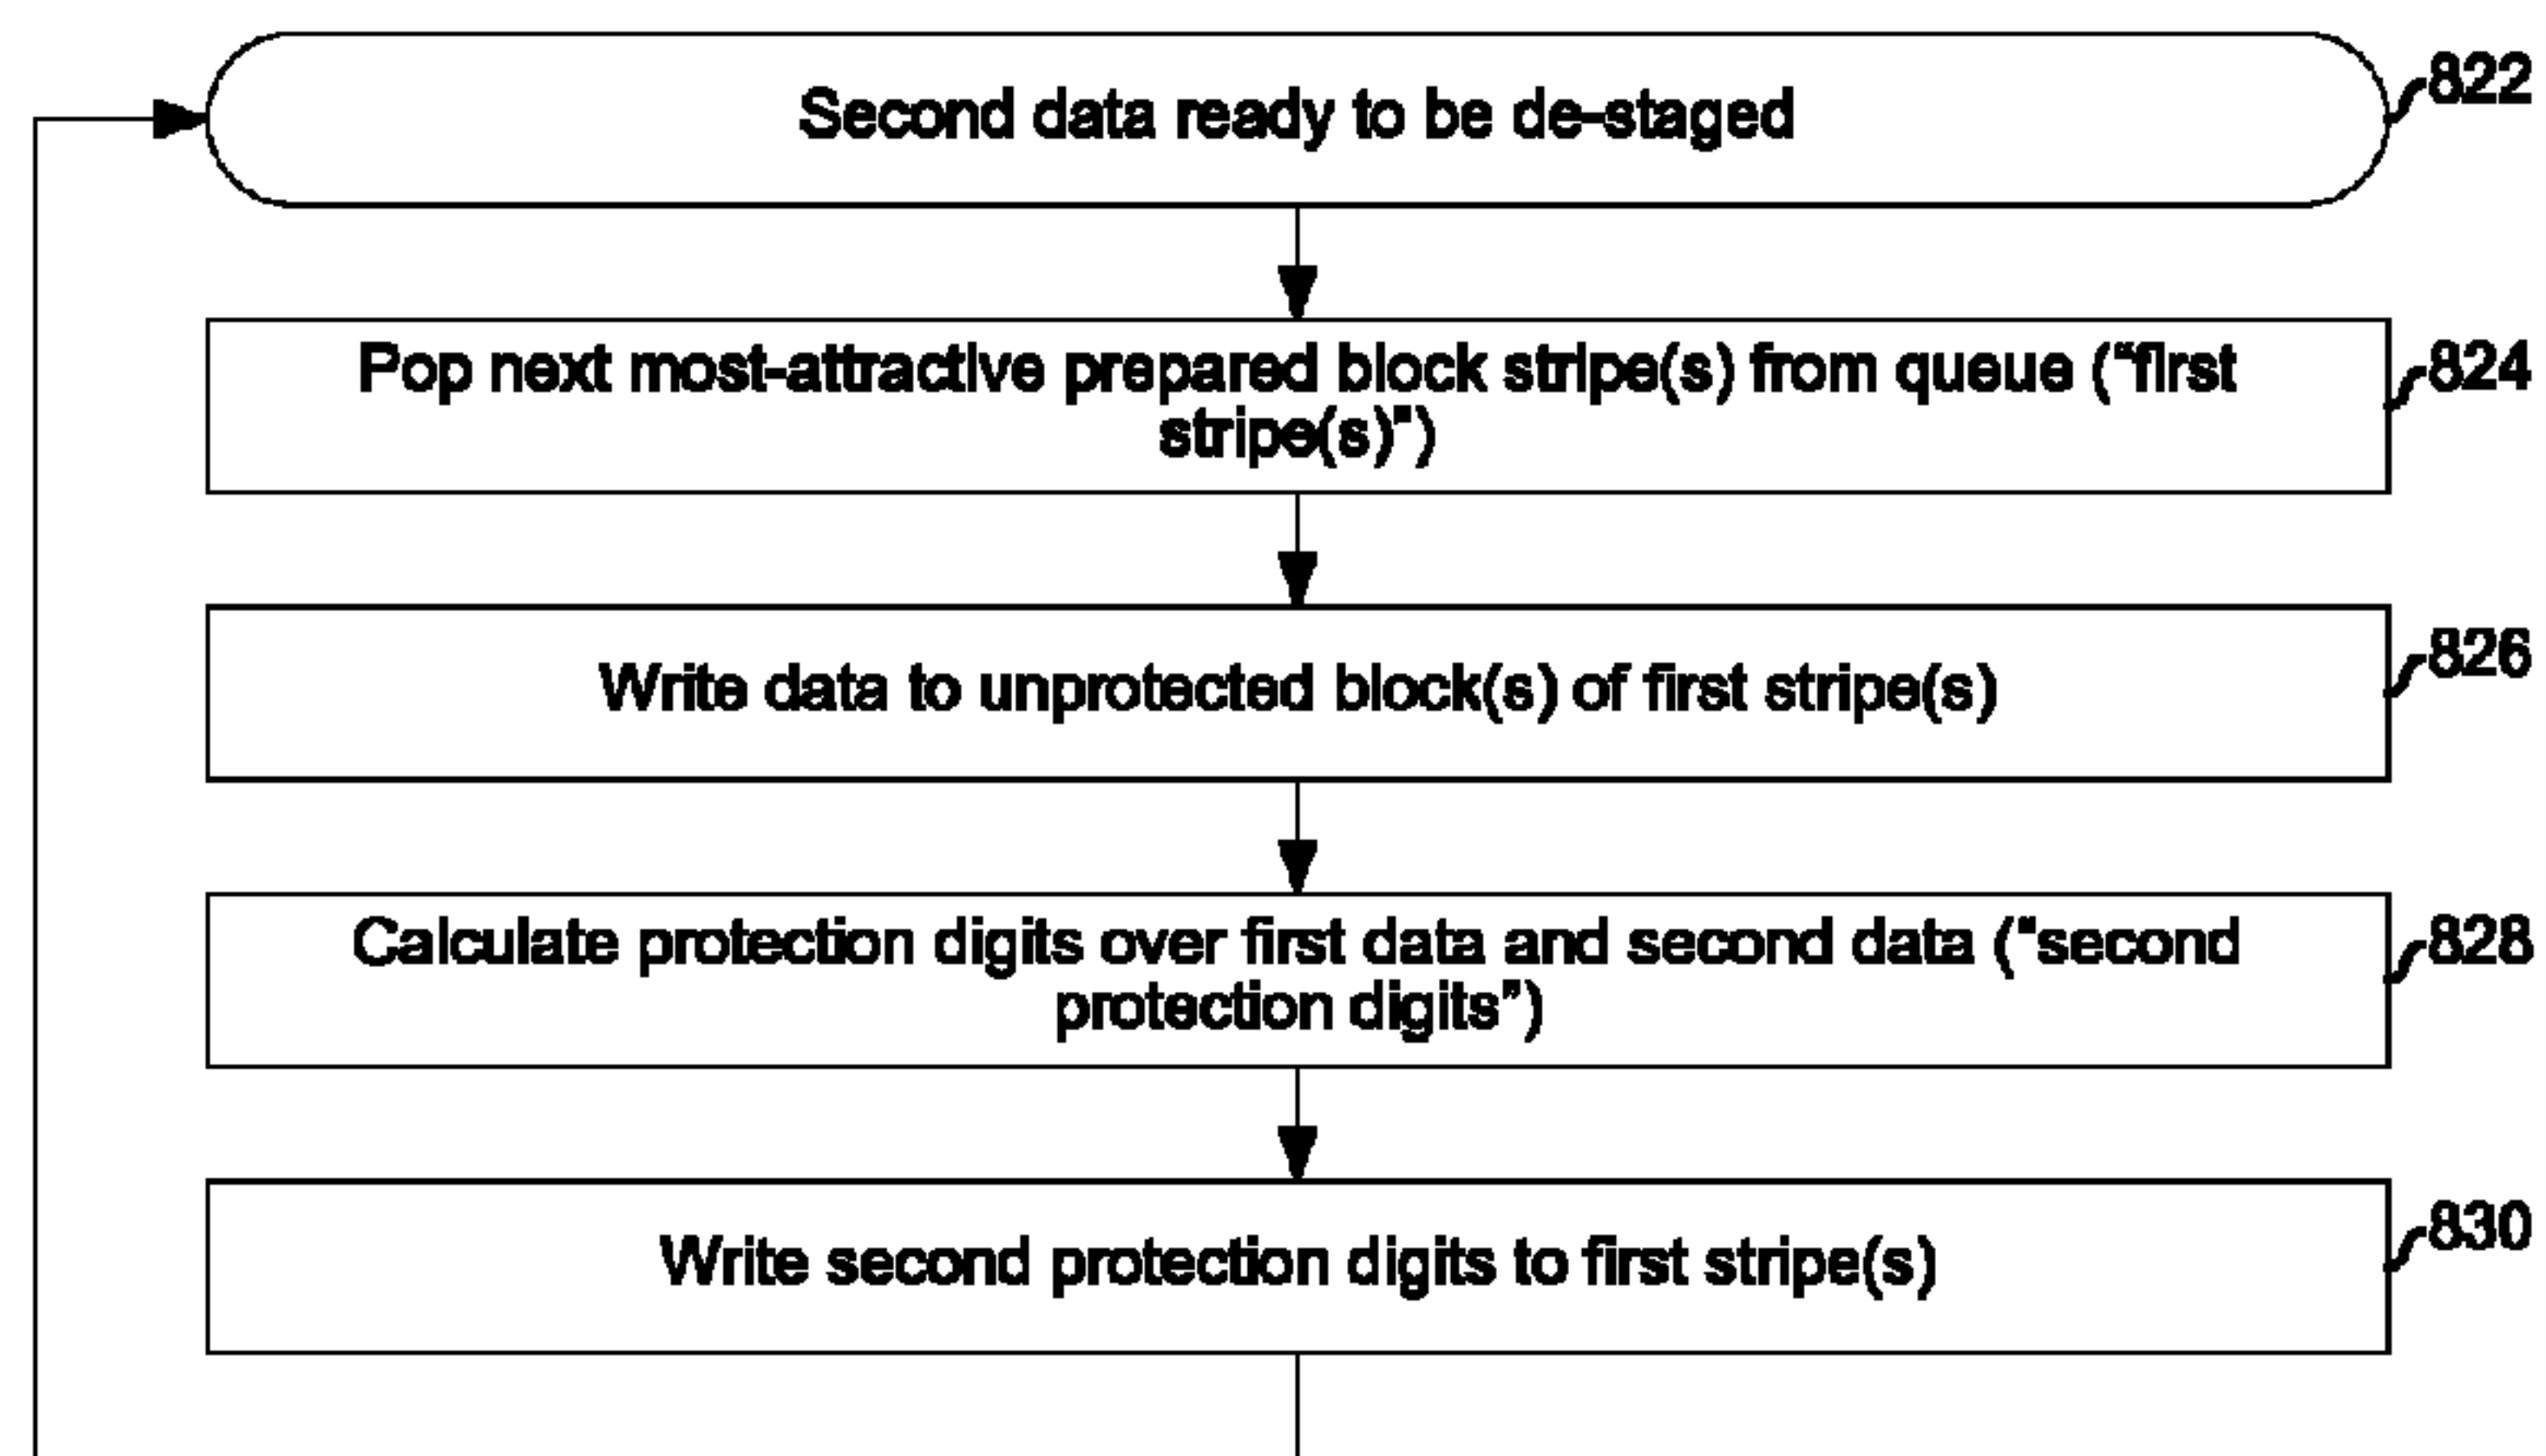 Second data ready to be de-staged
822
Pop next most-attractive prepared block stripe(s) from queue (“first
stripe(s)”)
824
Write data to unprotected block(s) of first stripe(s)
826
Calculate protection digits over first data and second data (“second
protection digits”)
828
Write second protection digits to first stripe(s)
830